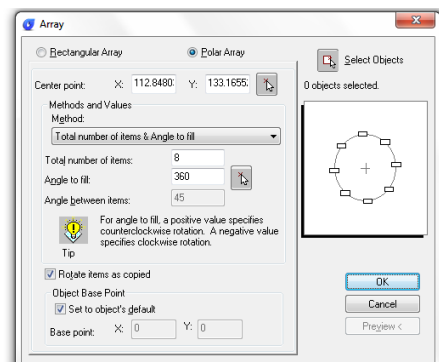 Array
Rectangular Array
Polar Array
Select Objects
Center point: X: 112.8480 Y: 133.1655
0 objects selected.
Methods and Values
Method:
Total number of items & Angle to fill
Total number of items: 8
Angle to fill: 360
Angle between items: 45
For angle to fill, a positive value specifies
counterclockwise rotation. A negative value
specifies clockwise rotation.
Tip
Rotate items as copied
Object Base Point
Set to object's default
Base point: X: 0 Y: 0
OK
Cancel
Preview <